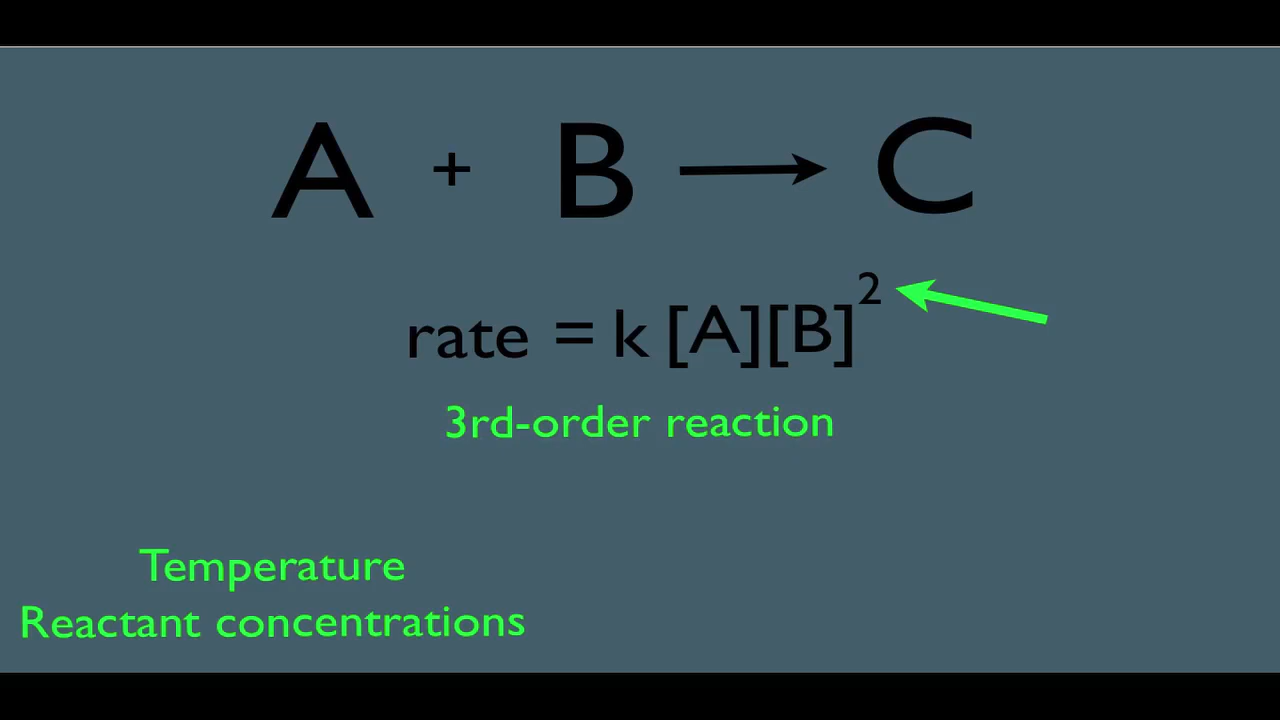 A + B → C
rate = k [A][B]²
3rd-order reaction
Temperature
Reactant concentrations